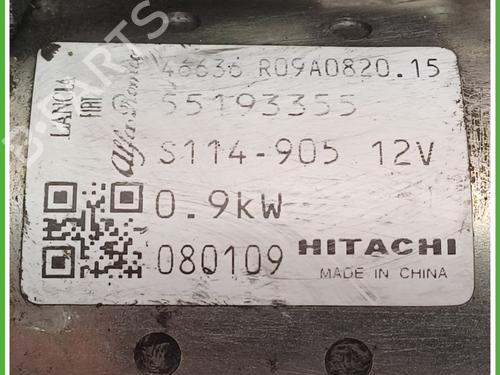 LANCIA
FIAT
Alfa Romeo
46636 R09A0820.15
55193355
S114-905 12V
0.9kW
080109 HITACHI
MADE IN CHINA